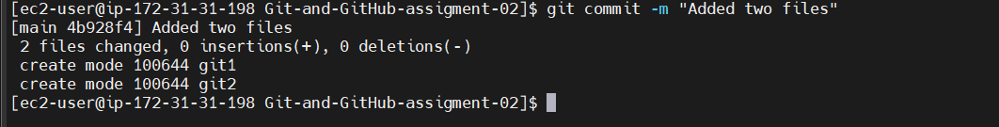 [ec2-user@ip-172-31-31-198 Git-and-GitHub-assigment-02]$ git commit -m "Added two files"
[main 4b928f4] Added two files
 2 files changed, 0 insertions(+), 0 deletions(-)
 create mode 100644 git1
 create mode 100644 git2
[ec2-user@ip-172-31-31-198 Git-and-GitHub-assigment-02]$